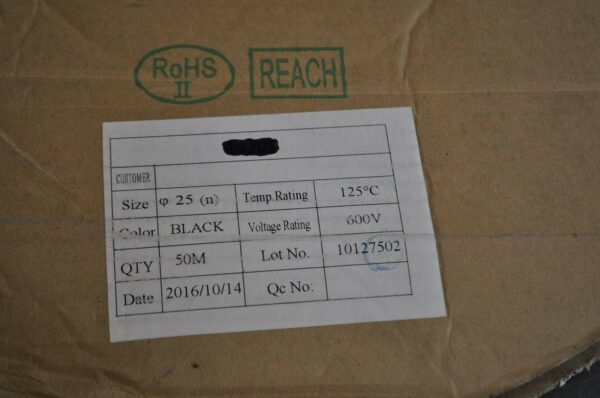 RoHS
II
REACH
CUSTOMER
Size φ 25 (n) Temp.Rating 125°C
Color BLACK Voltage Rating 600V
QTY 50M Lot No. 10127502
Date 2016/10/14 Qc No: